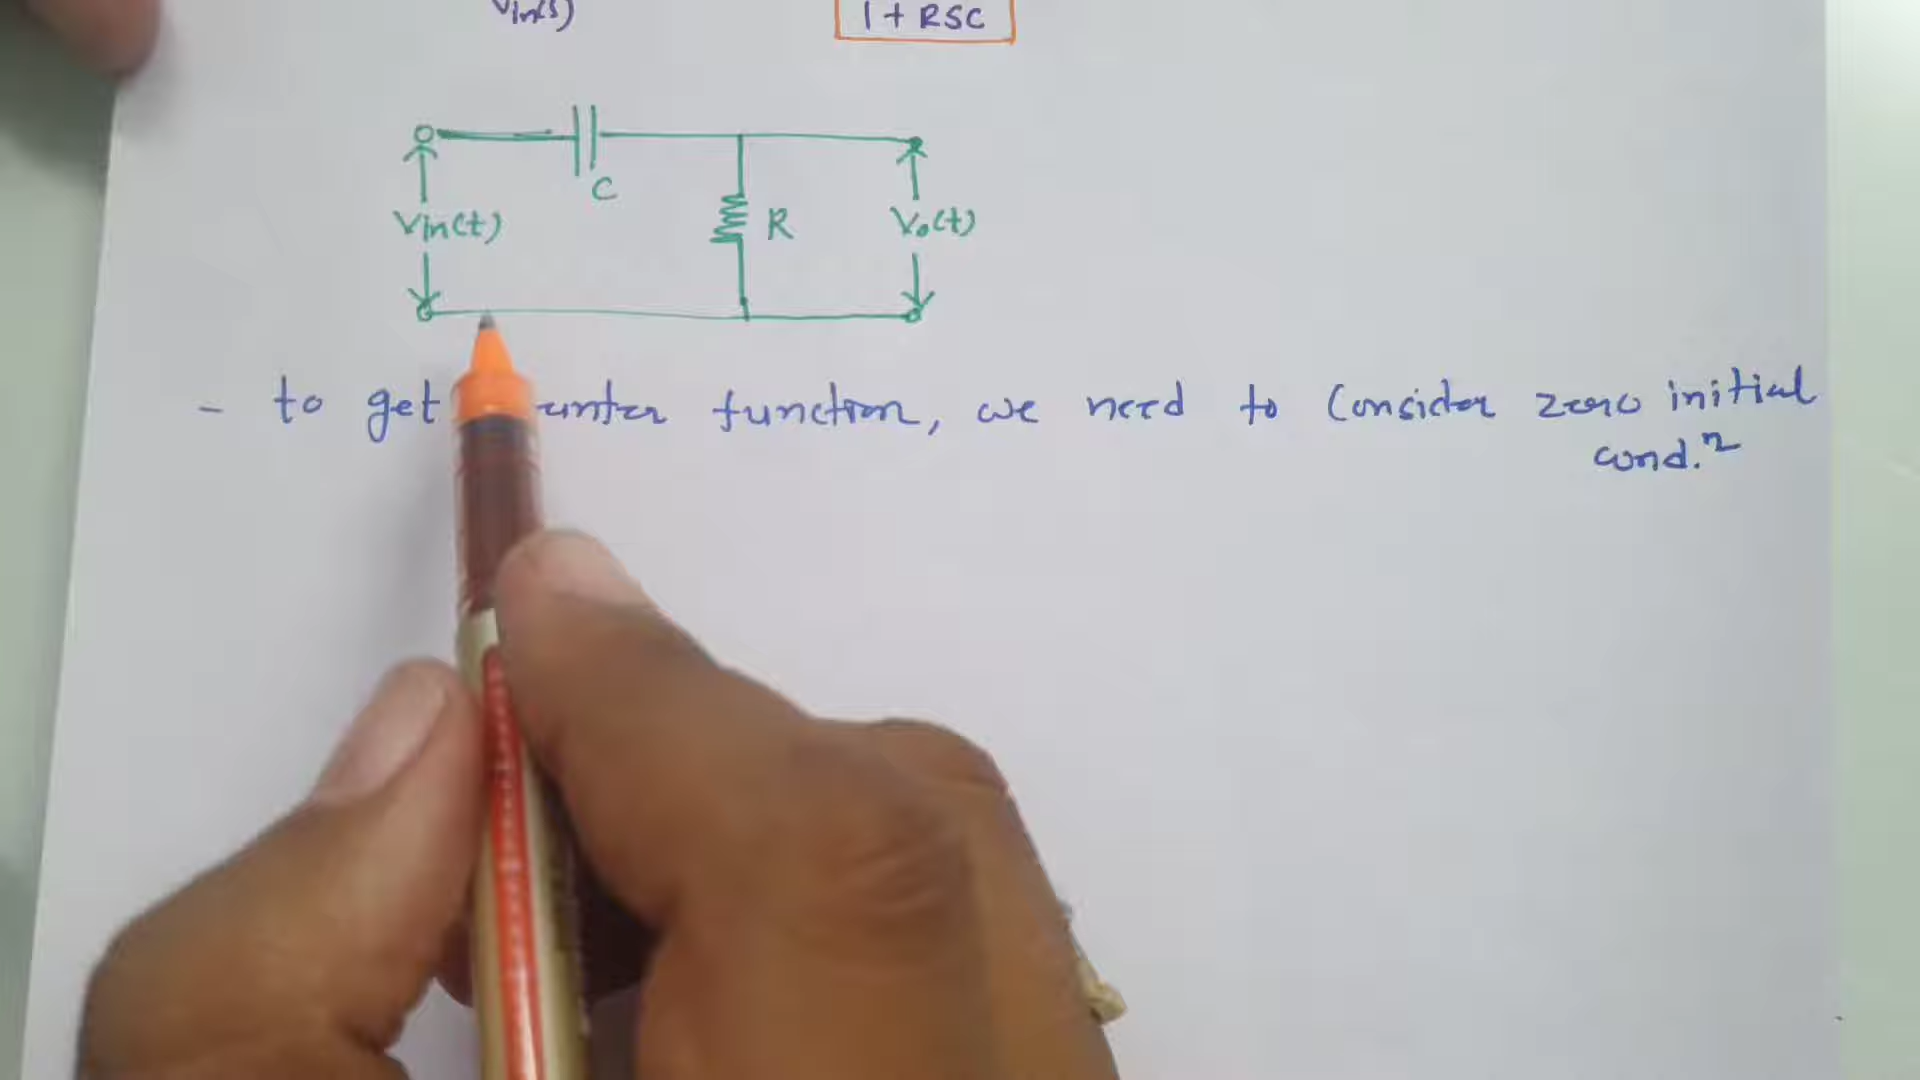 Vin(s)
1 + RSC
C
Vin(t)
R
Vo(t)
- to get function, we need to Consider zero initial
cond.n